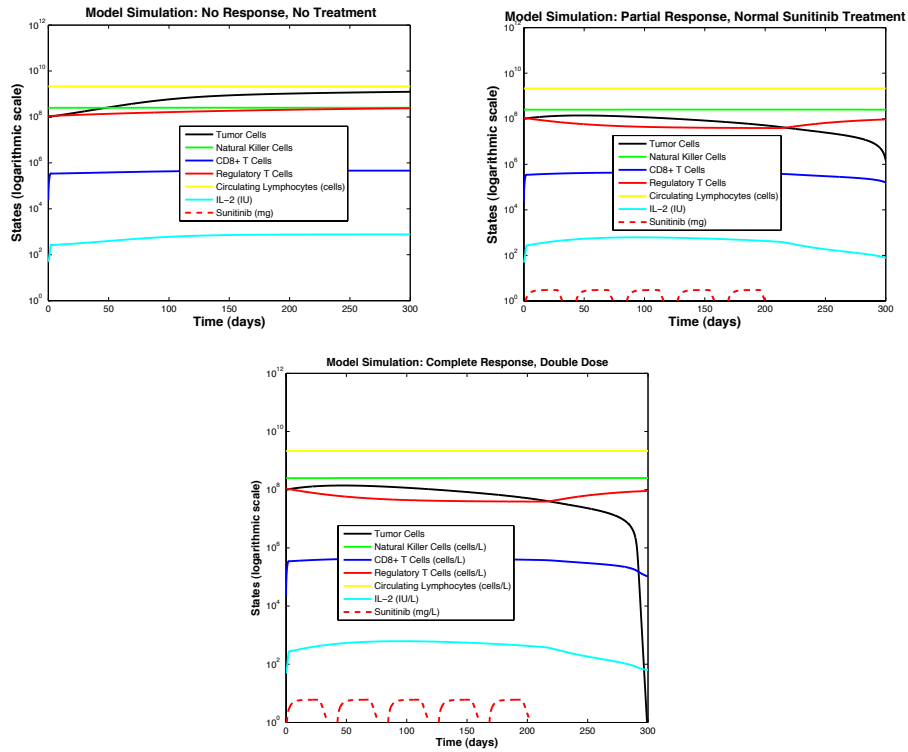 Model Simulation: No Response, No Treatment
10^12
10^10
10^8
10^6
10^4
10^2
10^0
States (logarithmic scale)
Tumor Cells
Natural Killer Cells
CD8+ T Cells
Regulatory T Cells
Circulating Lymphocytes (cells)
IL−2 (IU)
Sunitinib (mg)
0 50 100 150 200 250 300
Time (days)
Model Simulation: Partial Response, Normal Sunitinib Treatment
10^12
10^10
10^8
10^6
10^4
10^2
10^0
States (logarithmic scale)
Tumor Cells
Natural Killer Cells
CD8+ T Cells
Regulatory T Cells
Circulating Lymphocytes (cells)
IL−2 (IU)
Sunitinib (mg)
0 50 100 150 200 250 300
Time (days)
Model Simulation: Complete Response, Double Dose
10^12
10^10
10^8
10^6
10^4
10^2
10^0
States (logarithmic scale)
Tumor Cells
Natural Killer Cells (cells/L)
CD8+ T Cells (cells/L)
Regulatory T Cells (cells/L)
Circulating Lymphocytes (cells/L)
IL−2 (IU/L)
Sunitinib (mg/L)
0 50 100 150 200 250 300
Time (days)